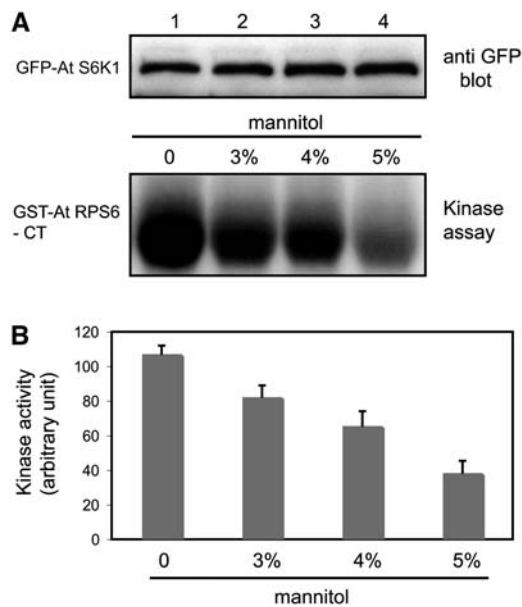 A
1 2 3 4
GFP-At S6K1
anti GFP
blot
mannitol
0 3% 4% 5%
GST-At RPS6
- CT
Kinase
assay
B
Kinase activity
(arbitrary unit)
120
100
80
60
40
20
0
0 3% 4% 5%
mannitol